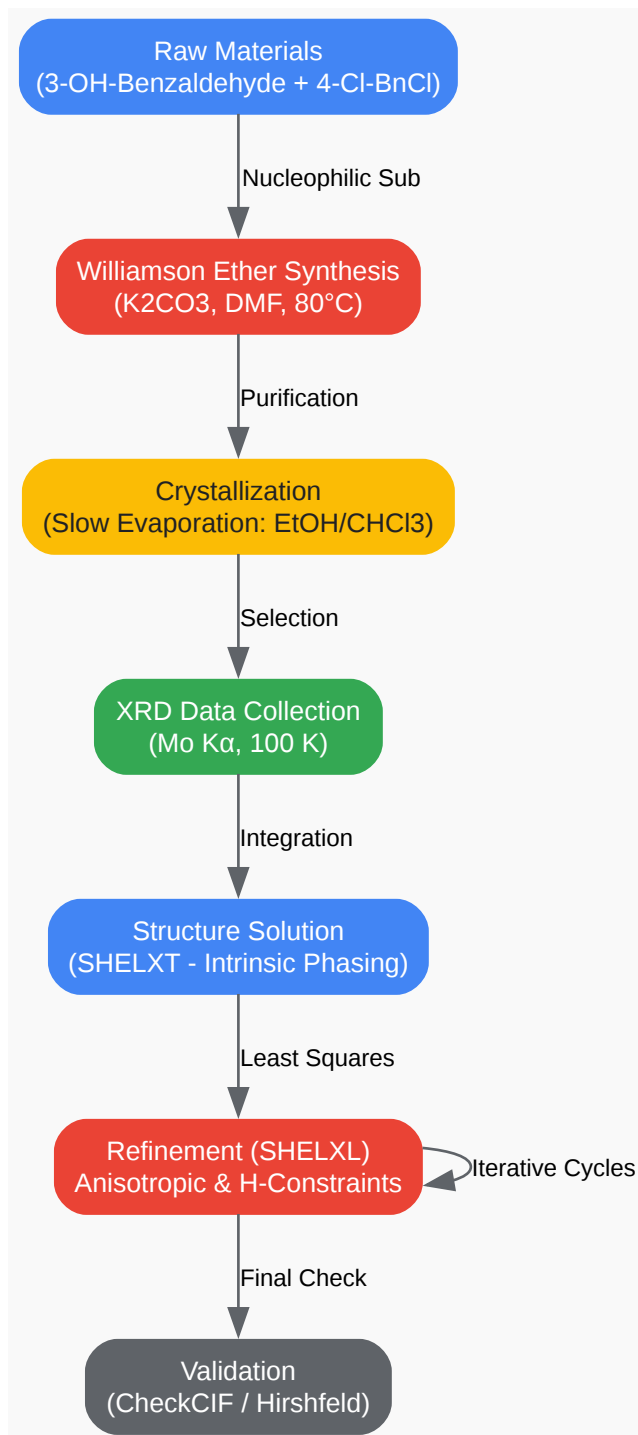 Raw Materials
(3-OH-Benzaldehyde + 4-Cl-BnCl)
Nucleophilic Sub
Williamson Ether Synthesis
(K2CO3, DMF, 80°C)
Purification
Crystallization
(Slow Evaporation: EtOH/CHCl3)
Selection
XRD Data Collection
(Mo Kα, 100 K)
Integration
Structure Solution
(SHELXT - Intrinsic Phasing)
Least Squares
Refinement (SHELXL)
Anisotropic & H-Constraints
Iterative Cycles
Final Check
Validation
(CheckCIF / Hirshfeld)